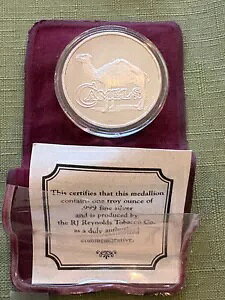 CAMELS
This certifies that this medallion
contains one troy ounce of
.999 fine silver
and is produced by
the RJ Reynolds Tobacco Co.
as a duly authorized
commemorative.